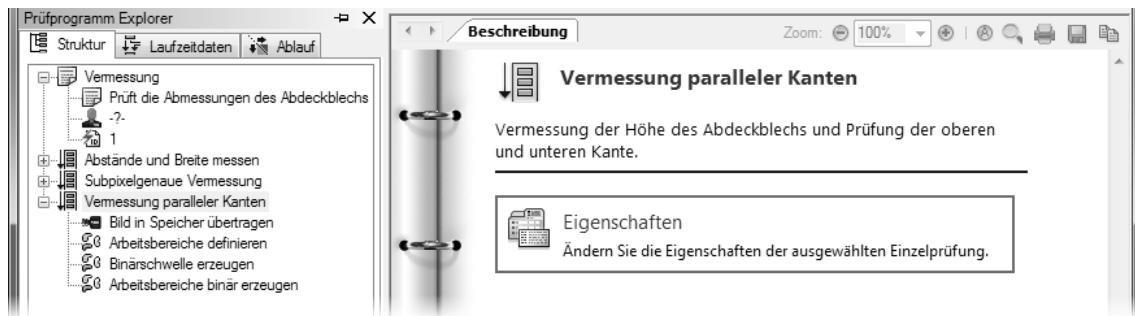 Prüfprogramm Explorer
Struktur
Laufzeitdaten
Ablauf
Vermessung
Prüft die Abmessungen des Abdeckblechs
-?-
1
Abstände und Breite messen
Subpixelgenaue Vermessung
Vermessung paralleler Kanten
Bild in Speicher übertragen
Arbeitsbereiche definieren
Binärschwelle erzeugen
Arbeitsbereiche binär erzeugen
Beschreibung
Zoom: 100%
Vermessung paralleler Kanten
Vermessung der Höhe des Abdeckblechs und Prüfung der oberen
und unteren Kante.
Eigenschaften
Ändern Sie die Eigenschaften der ausgewählten Einzelprüfung.